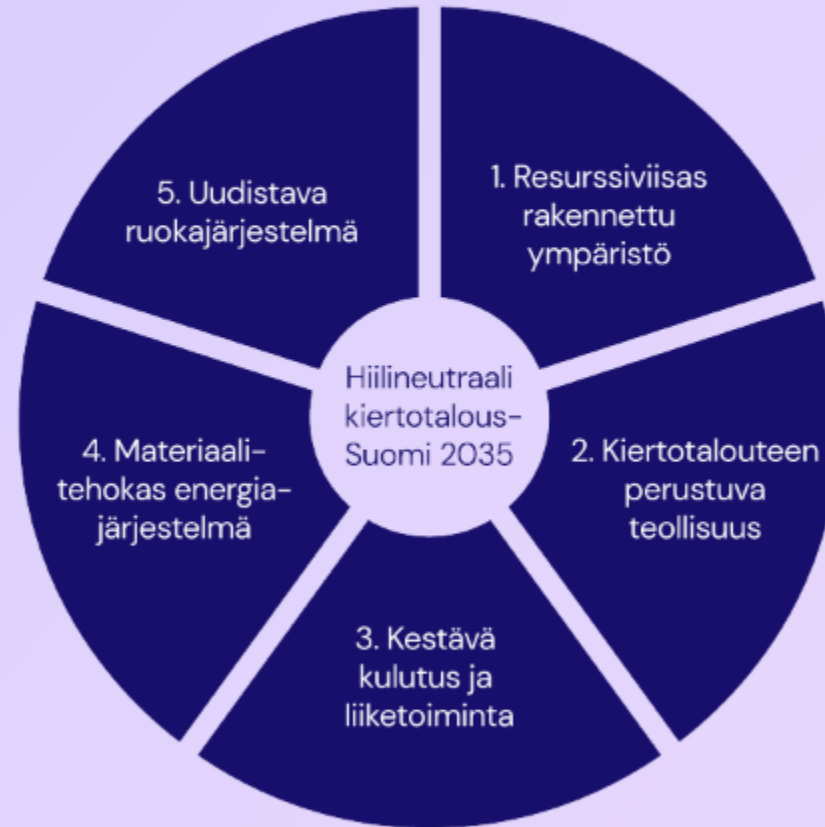 Hiilineutraali
kiertotalous-
Suomi 2035
1. Resurssiviisas
rakennettu
ympäristö
2. Kiertotalouteen
perustuva
teollisuus
3. Kestävä
kulutus ja
liiketoiminta
4. Materiaali-
tehokas energia-
järjestelmä
5. Uudistava
ruokajärjestelmä